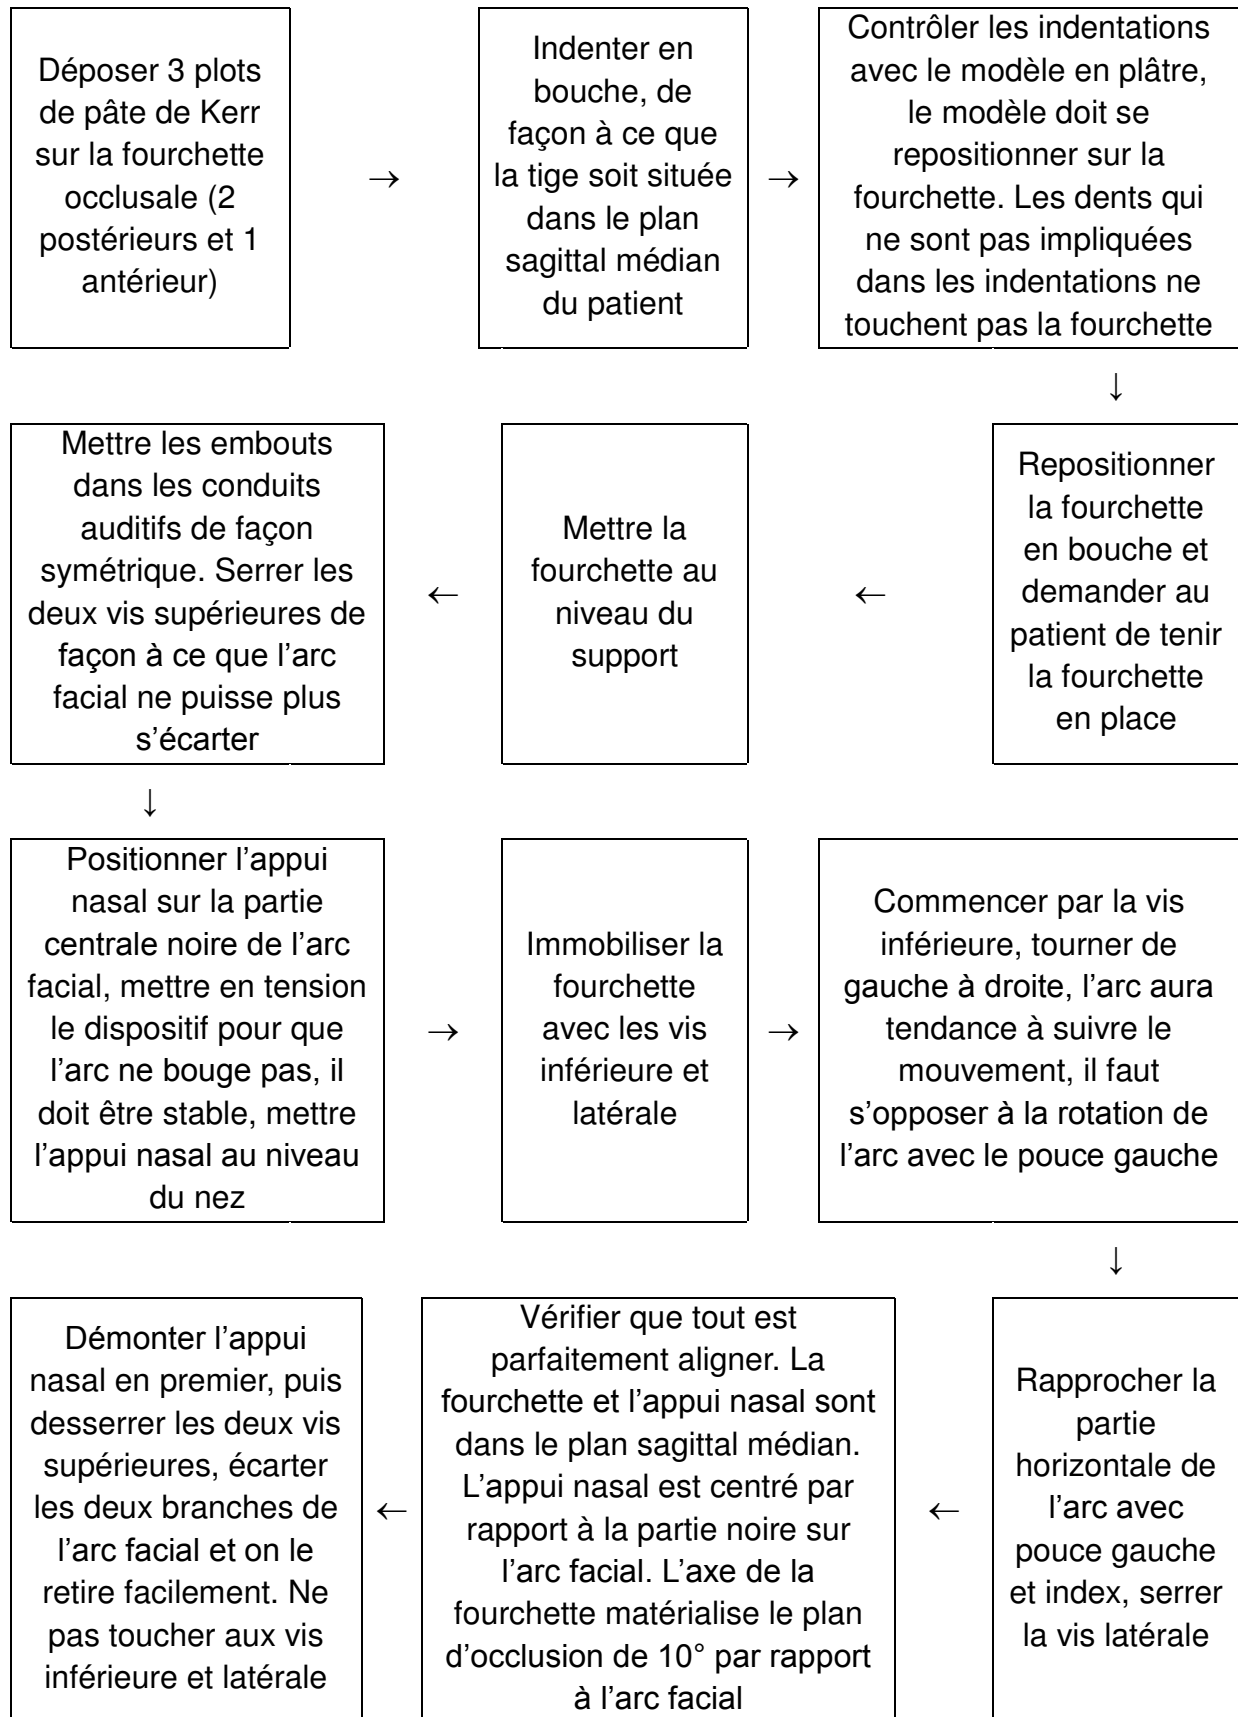 Déposer 3 plots
de pâte de Kerr
sur la fourchette
occlusale (2
postérieurs et 1
antérieur)
→
Indenter en
bouche, de
façon à ce que
la tige soit située
dans le plan
sagittal médian
du patient
→
Contrôler les indentations
avec le modèle en plâtre,
le modèle doit se
repositionner sur la
fourchette. Les dents qui
ne sont pas impliquées
dans les indentations ne
touchent pas la fourchette
↓
Repositionner
la fourchette
en bouche et
demander au
patient de tenir
la fourchette
en place
←
Mettre la
fourchette au
niveau du
support
←
Mettre les embouts
dans les conduits
auditifs de façon
symétrique. Serrer les
deux vis supérieures de
façon à ce que l’arc
facial ne puisse plus
s’écarter
↓
Positionner l’appui
nasal sur la partie
centrale noire de l’arc
facial, mettre en tension
le dispositif pour que
l’arc ne bouge pas, il
doit être stable, mettre
l’appui nasal au niveau
du nez
→
Immobiliser la
fourchette
avec les vis
inférieure et
latérale
→
Commencer par la vis
inférieure, tourner de
gauche à droite, l’arc aura
tendance à suivre le
mouvement, il faut
s’opposer à la rotation de
l’arc avec le pouce gauche
↓
Rapprocher la
partie
horizontale de
l’arc avec
pouce gauche
et index, serrer
la vis latérale
←
Vérifier que tout est
parfaitement aligner. La
fourchette et l’appui nasal sont
dans le plan sagittal médian.
L’appui nasal est centré par
rapport à la partie noire sur
l’arc facial. L’axe de la
fourchette matérialise le plan
d’occlusion de 10° par rapport
à l’arc facial
←
Démonter l’appui
nasal en premier, puis
desserrer les deux vis
supérieures, écarter
les deux branches de
l’arc facial et on le
retire facilement. Ne
pas toucher aux vis
inférieure et latérale